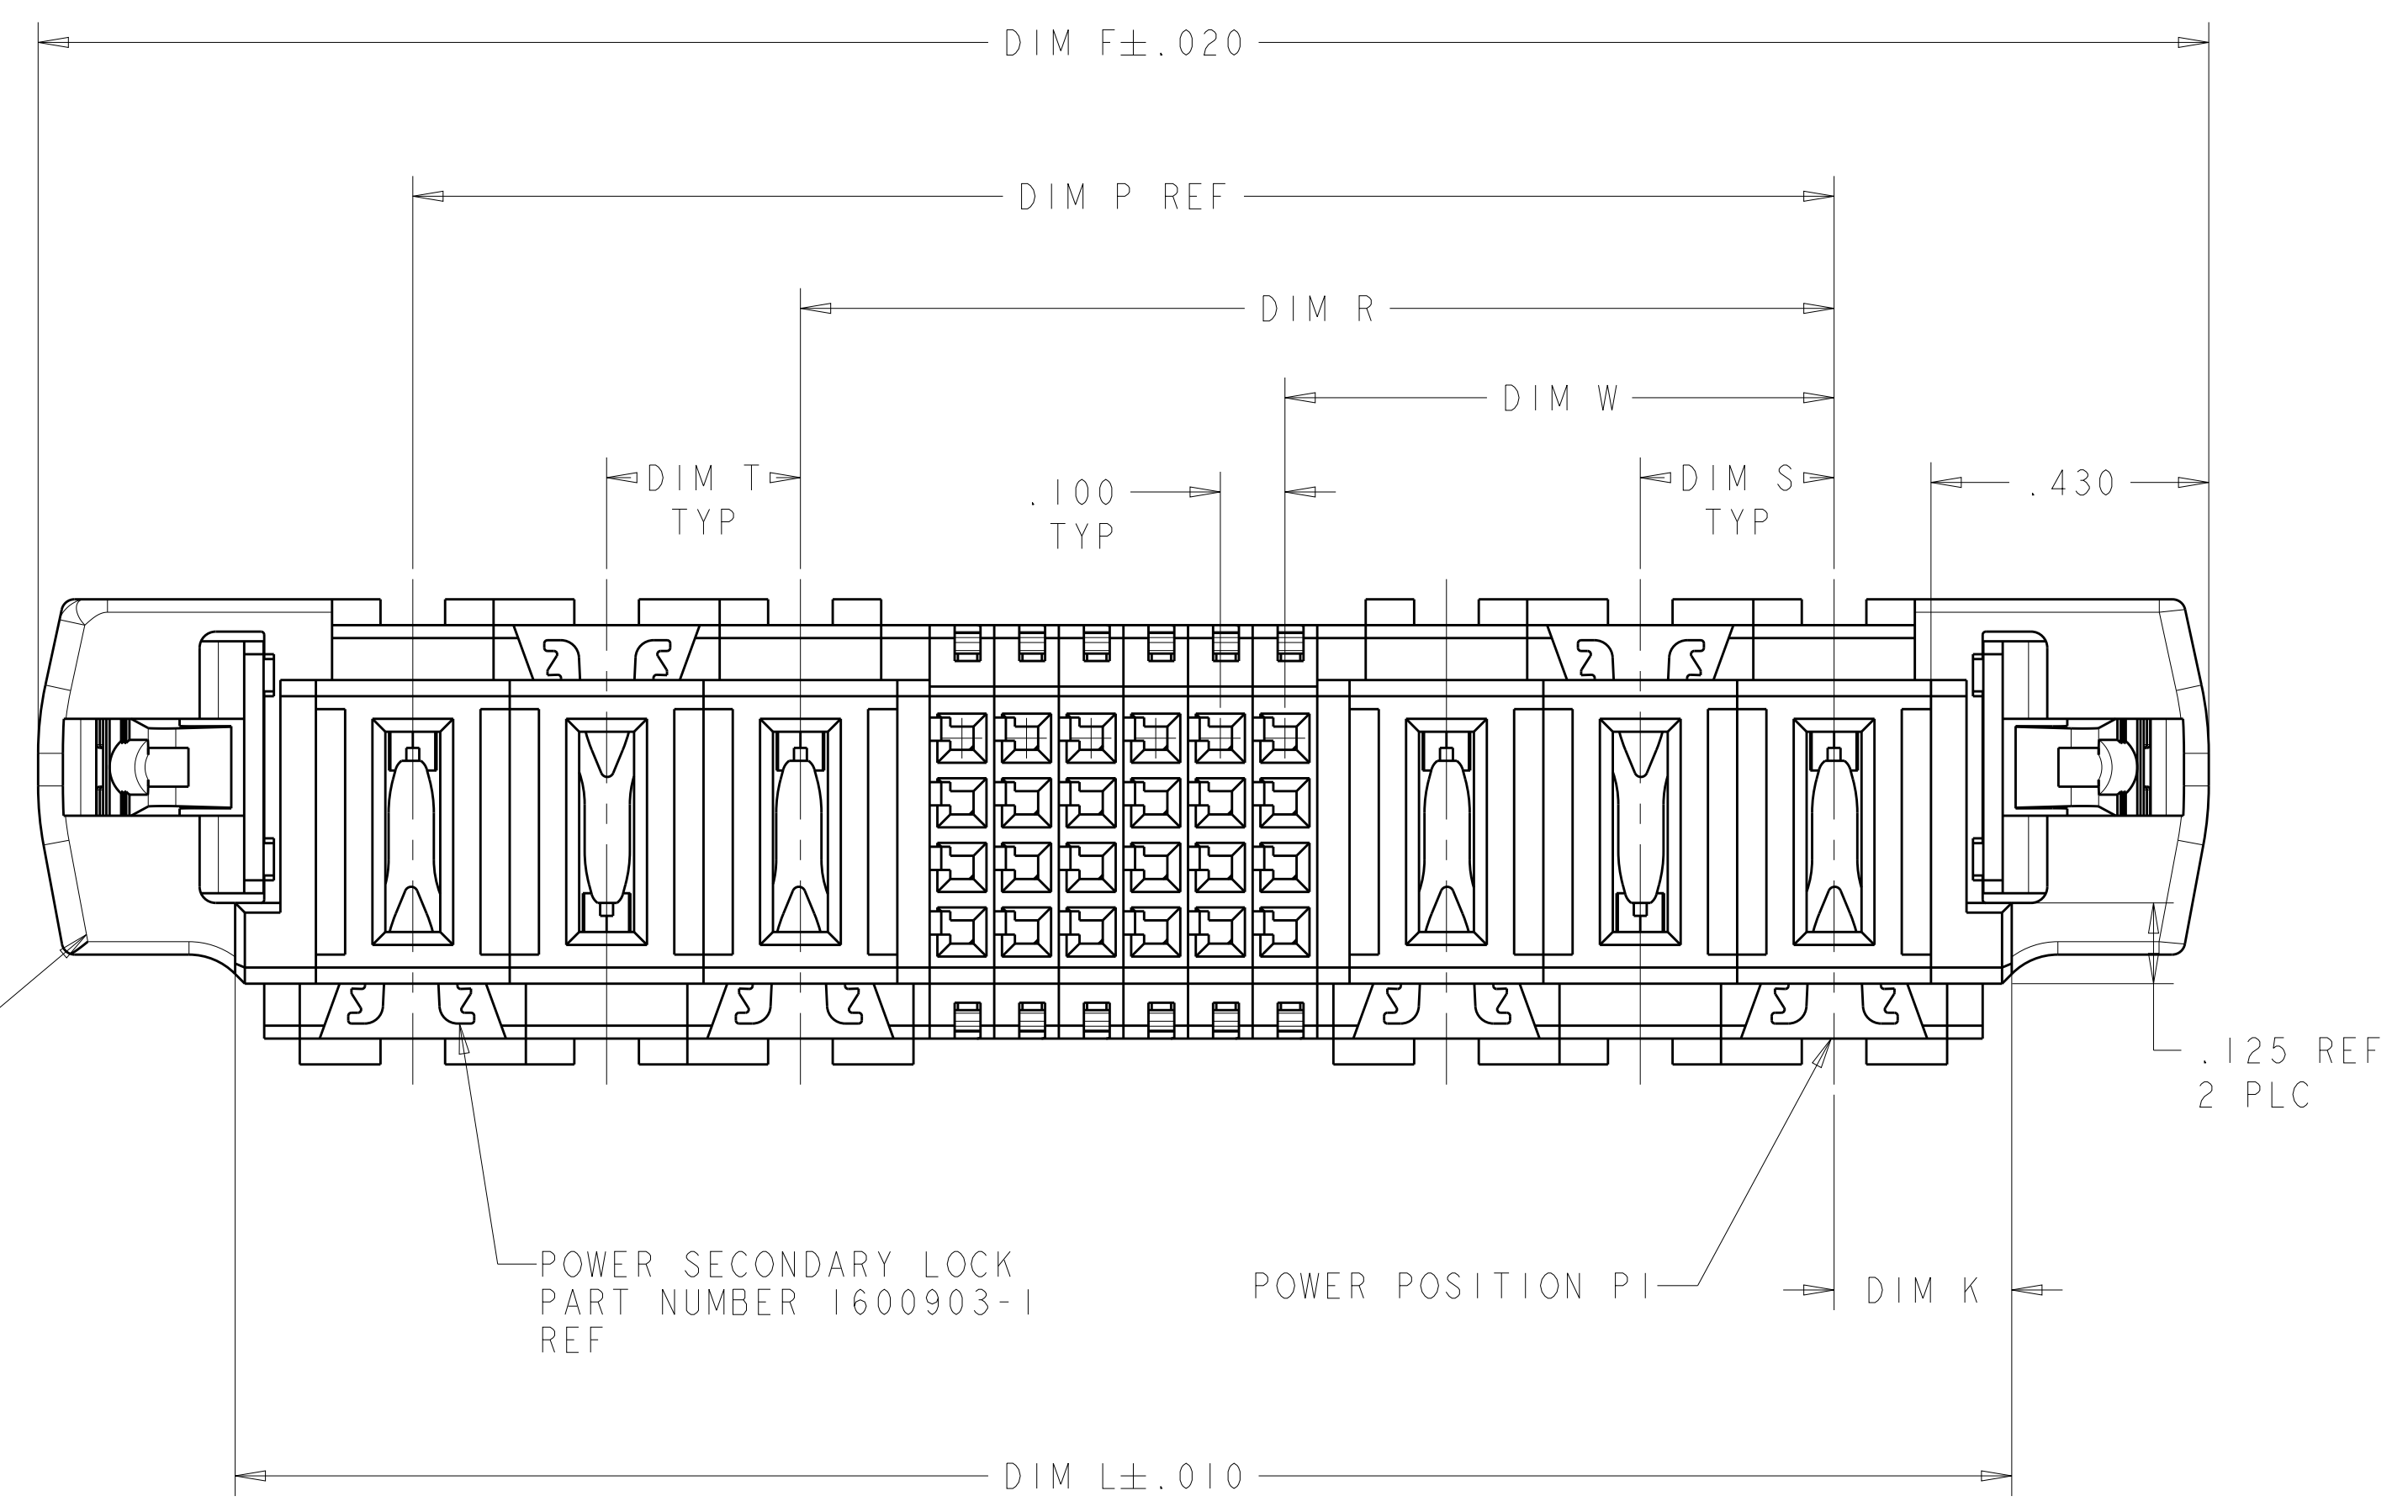 DIM F±.020
DIM P REF
DIM R
DIM W
DIM T
TYP
.100
TYP
DIM S
TYP
.430
.125 REF
2 PLC
POWER SECONDARY LOCK
PART NUMBER 1600903-1
REF
POWER POSITION P1
DIM K
DIM L±.010